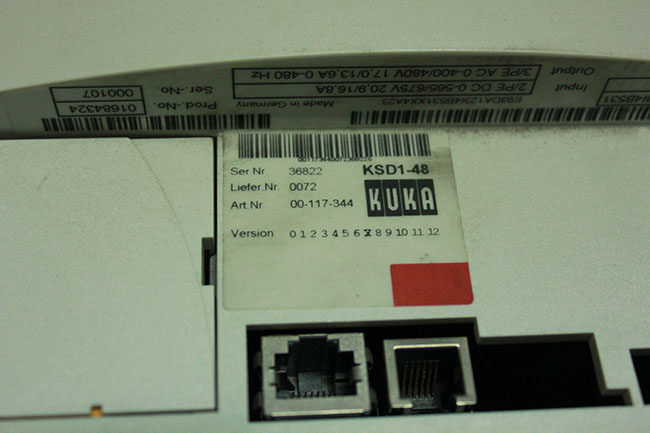 Output 3/PE AC 0-400/480V 17.0/13,6A 0-480 Hz
Input 2/PE DC 0-565/675V 20,9/16,8A
Made in Germany
Prod.-No. 01684324
Ser.-No. 000107
Ser Nr 36822 KSD1-48
Liefer.Nr. 0072
Art.Nr 00-117-344 KUKA
Version 0 1 2 3 4 5 6 8 9 10 11 12